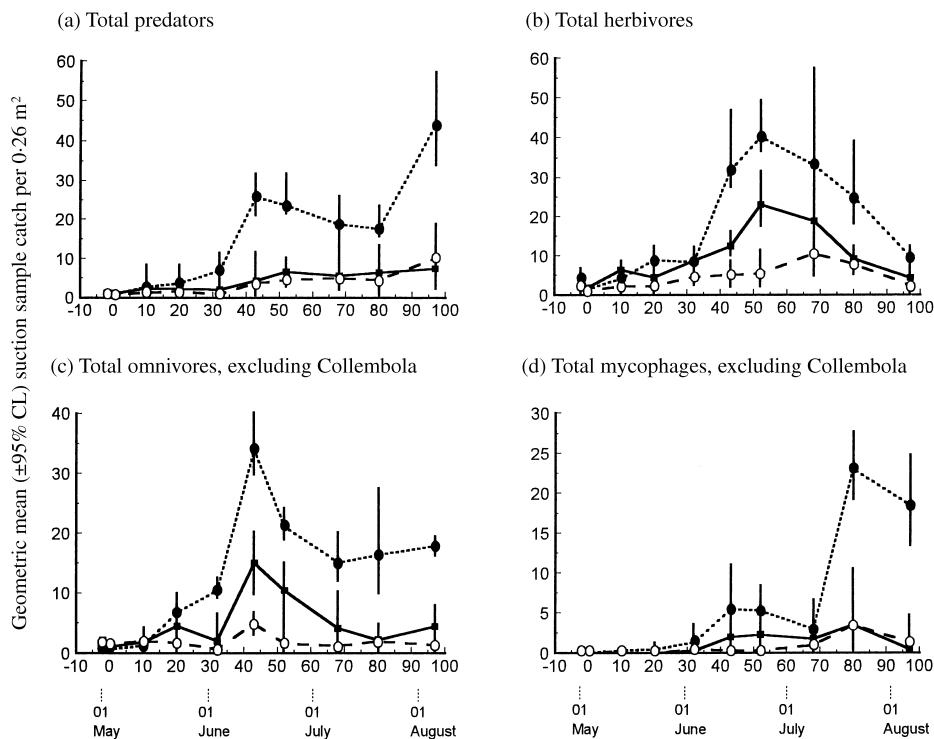 (a) Total predators
(b) Total herbivores
Geometric mean (±95% CL) suction sample catch per 0·26 m²
60
50
40
30
20
10
0
-10 0 10 20 30 40 50 60 70 80 90 100
60
50
40
30
20
10
0
-10 0 10 20 30 40 50 60 70 80 90 100
(c) Total omnivores, excluding Collembola
(d) Total mycophages, excluding Collembola
40
30
20
10
0
-10 0 10 20 30 40 50 60 70 80 90 100
30
25
20
15
10
5
0
-10 0 10 20 30 40 50 60 70 80 90 100
01 01 01 01
May June July August
01 01 01 01
May June July August